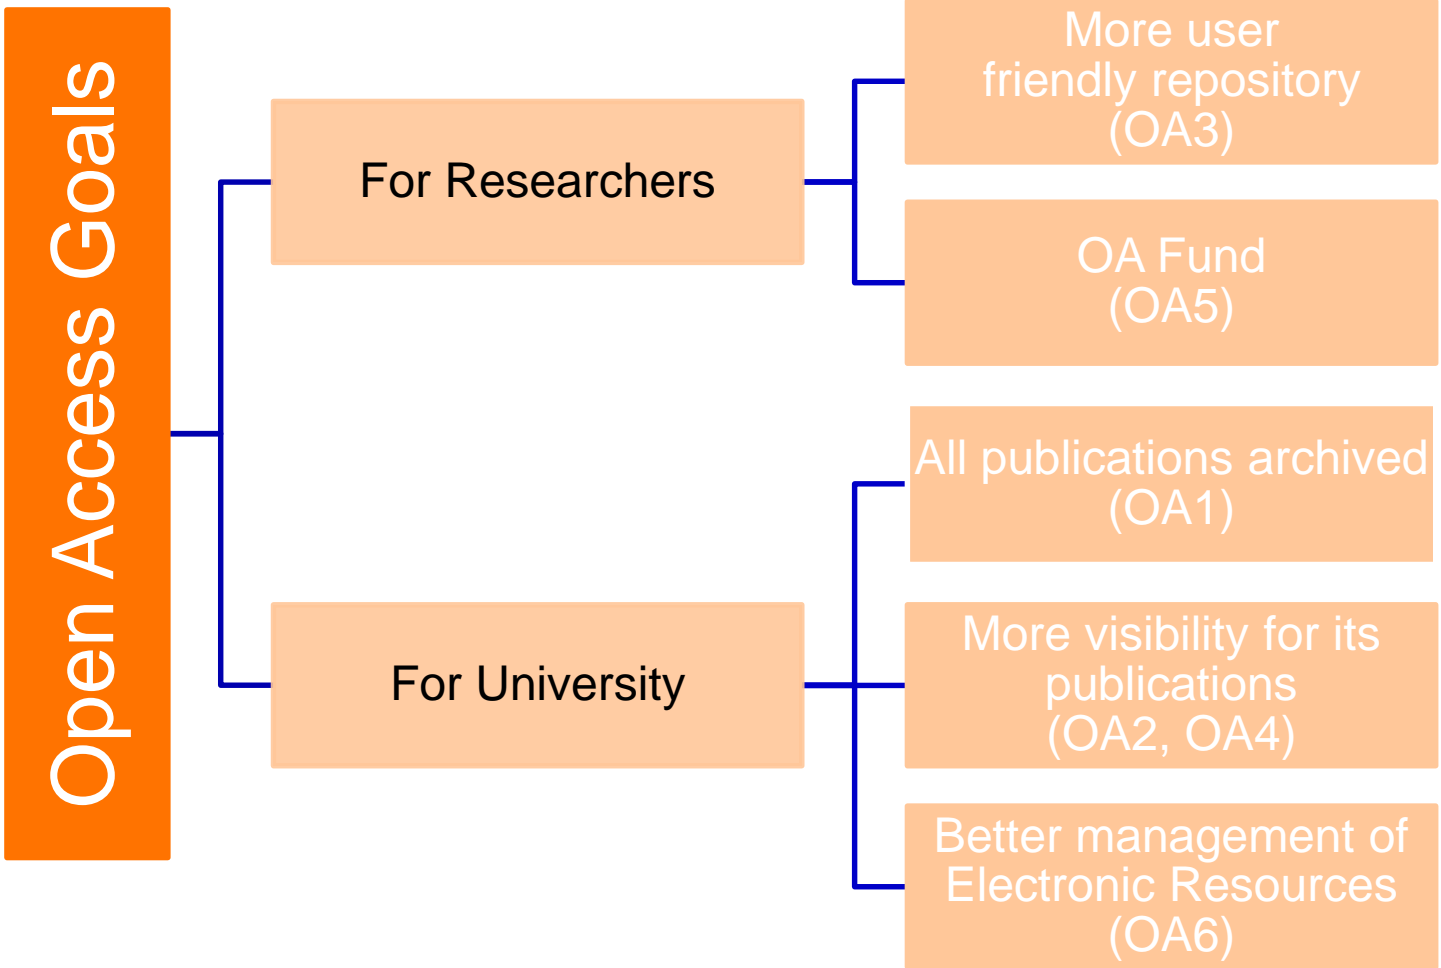 Open Access Goals
For Researchers
More user
friendly repository
(OA3)
OA Fund
(OA5)
For University
All publications archived
(OA1)
More visibility for its
publications
(OA2, OA4)
Better management of
Electronic Resources
(OA6)